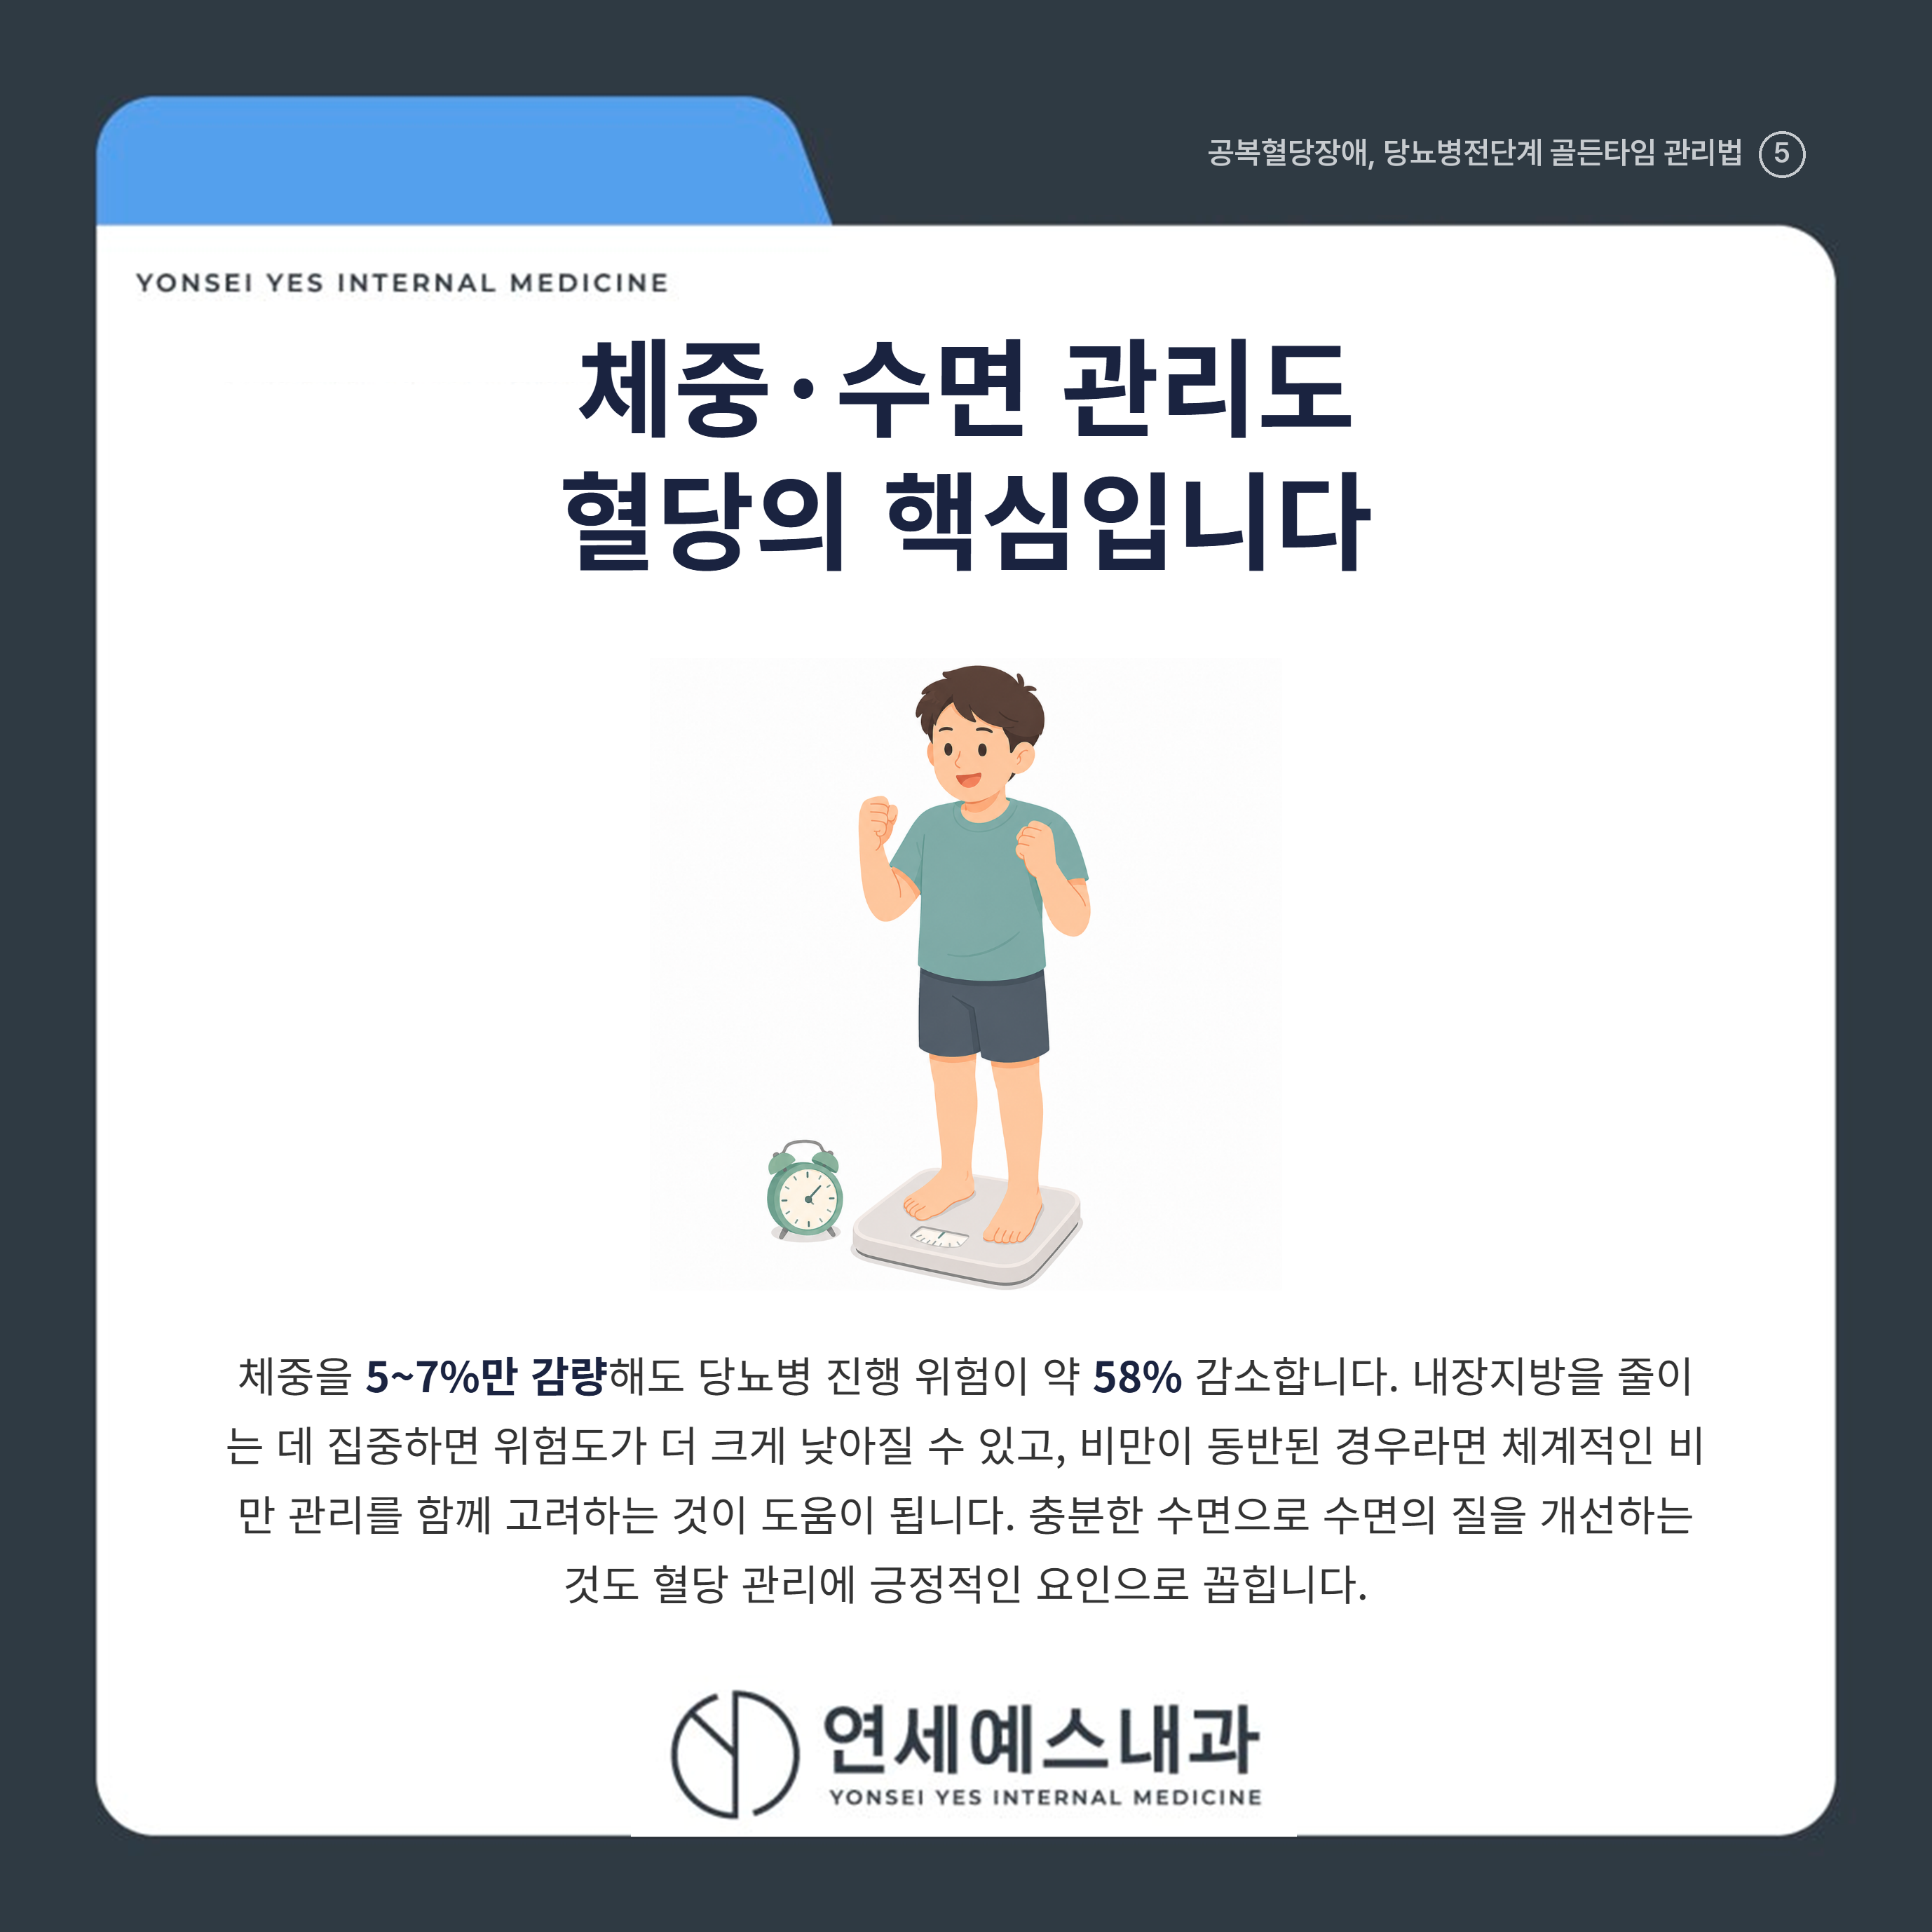 공복혈당장애, 당뇨병전단계 골든타임 관리법 5
YONSEI YES INTERNAL MEDICINE
체중·수면 관리도
혈당의 핵심입니다
체중을 5~7%만 감량해도 당뇨병 진행 위험이 약 58% 감소합니다. 내장지방을 줄이
는 데 집중하면 위험도가 더 크게 낮아질 수 있고, 비만이 동반된 경우라면 체계적인 비
만 관리를 함께 고려하는 것이 도움이 됩니다. 충분한 수면으로 수면의 질을 개선하는
것도 혈당 관리에 긍정적인 요인으로 꼽힙니다.
연세예스내과
YONSEI YES INTERNAL MEDICINE